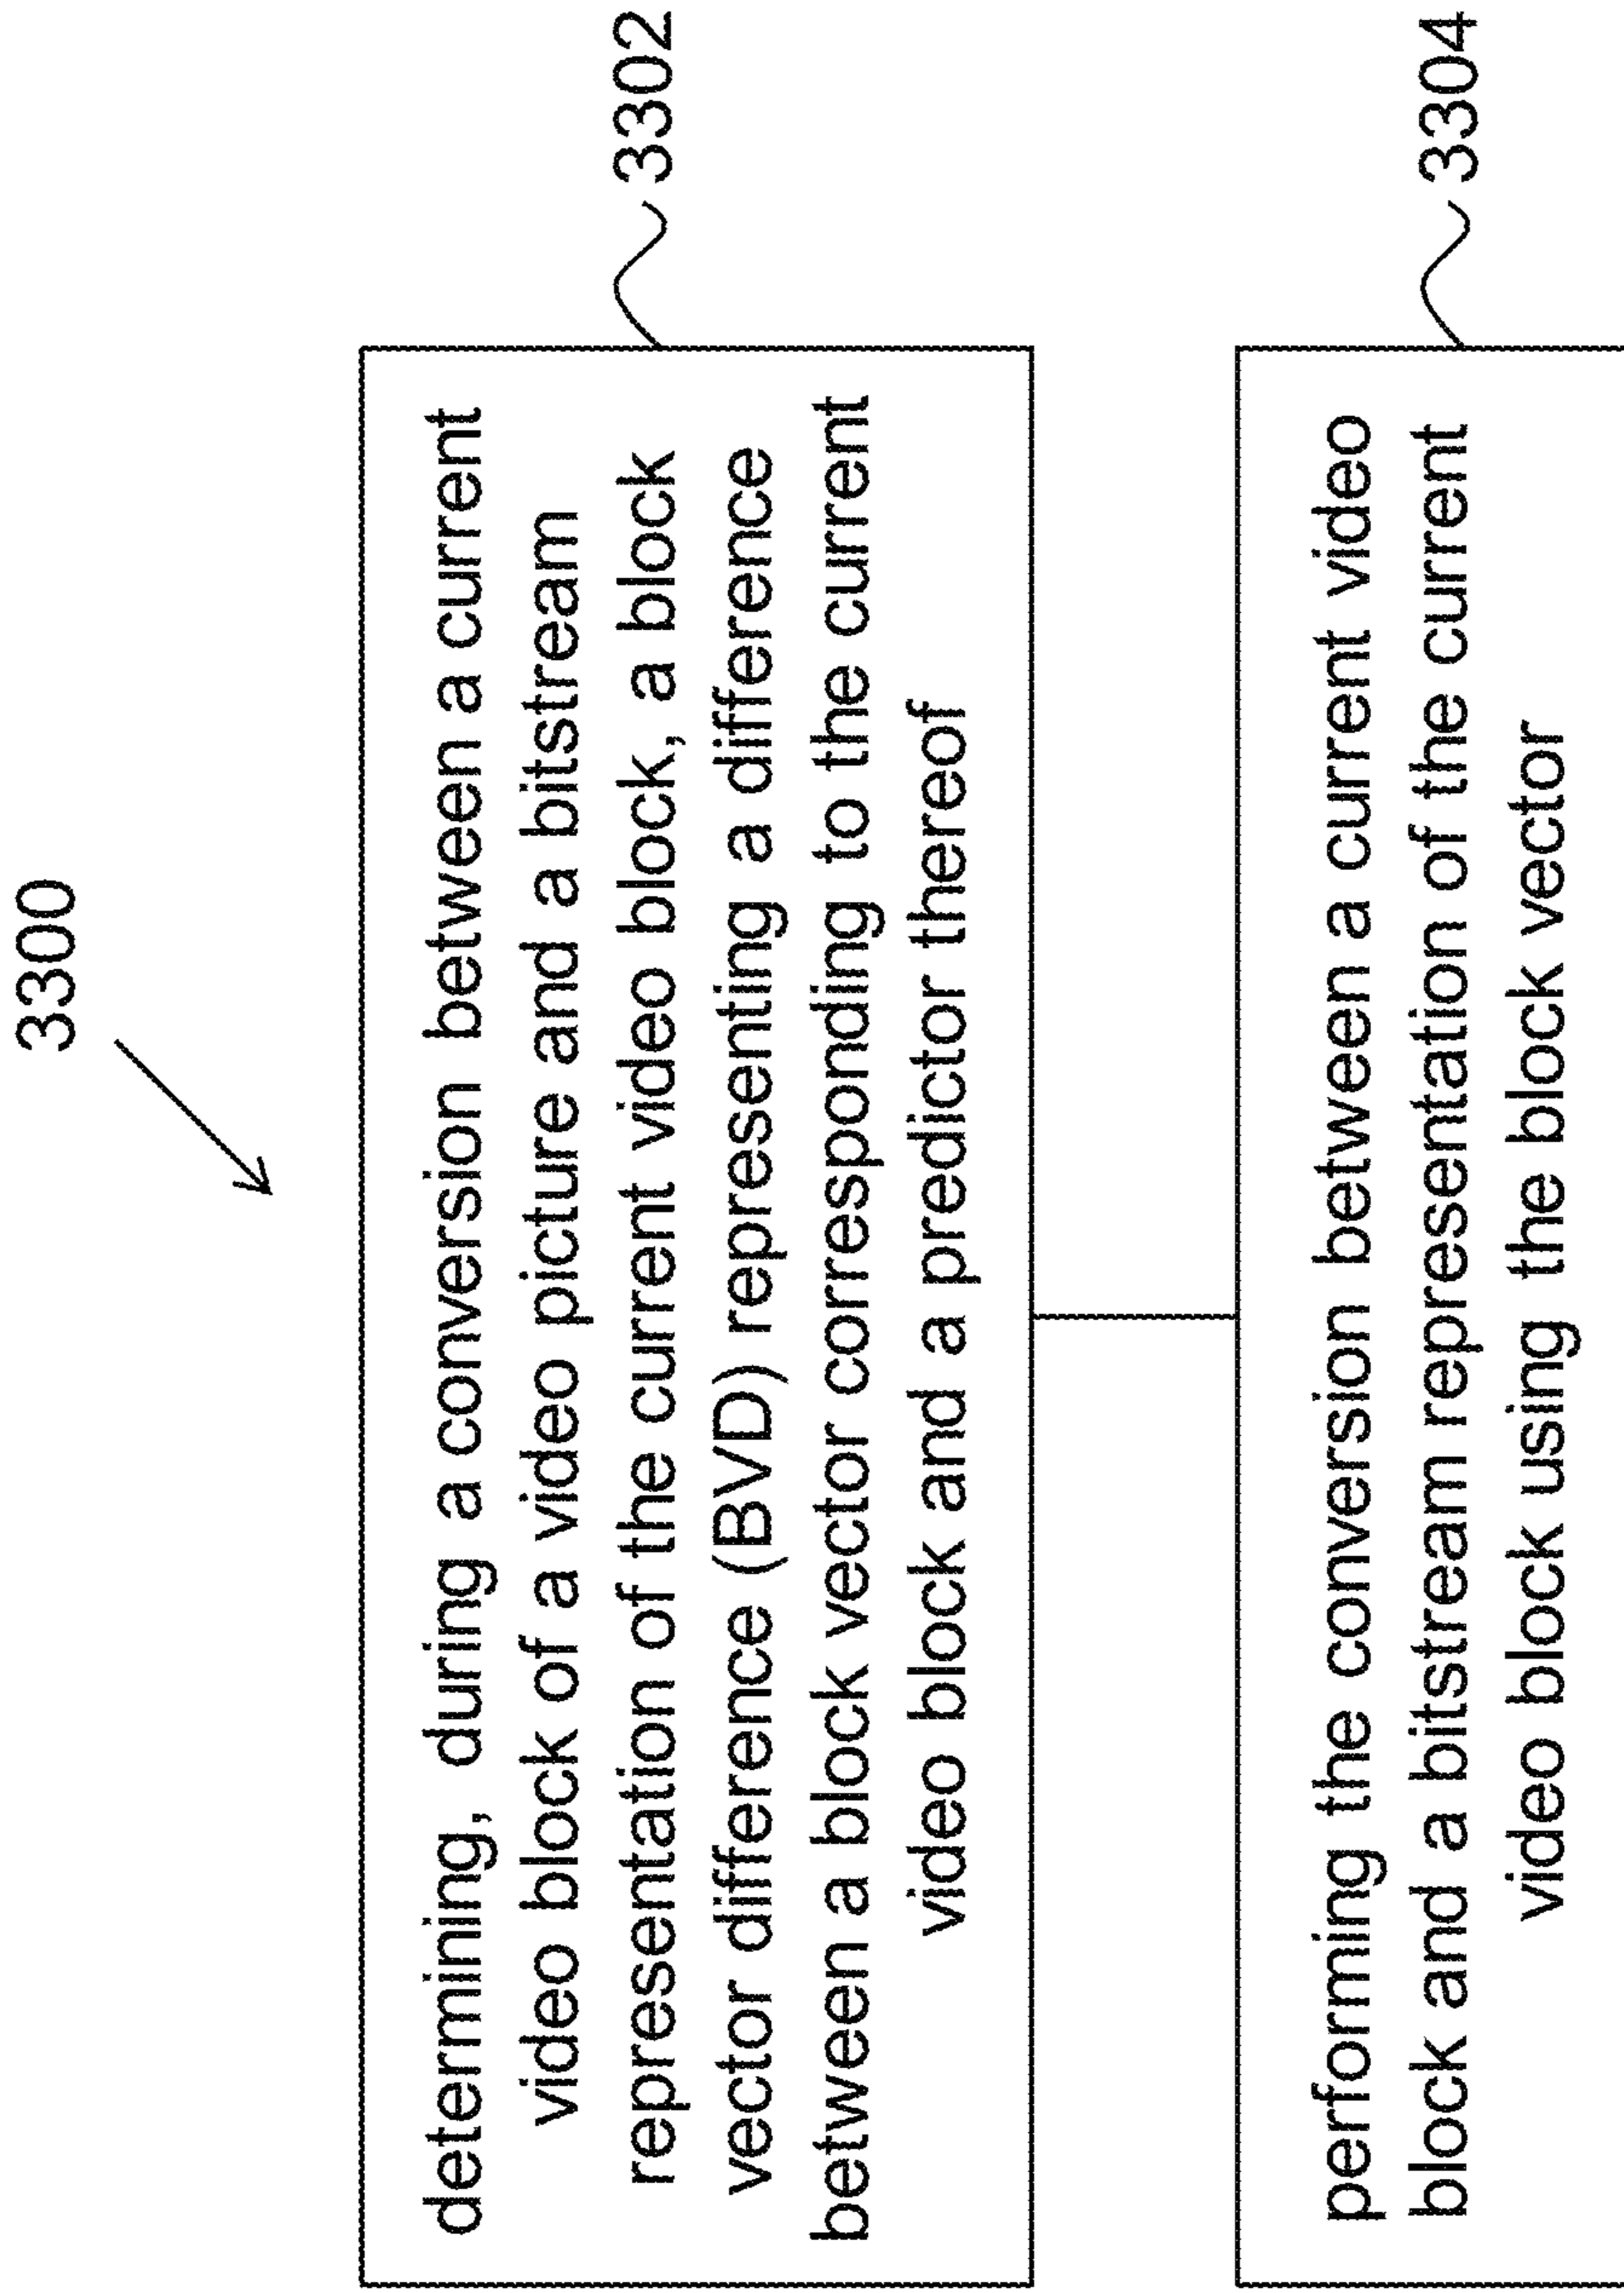 3300
determining, during a conversion between a current
video block of a video picture and a bitstream
representation of the current video block, a block
vector difference (BVD) representing a difference
between a block vector corresponding to the current
video block and a predictor thereof
3302
performing the conversion between a current video
block and a bitstream representation of the current
video block using the block vector
3304